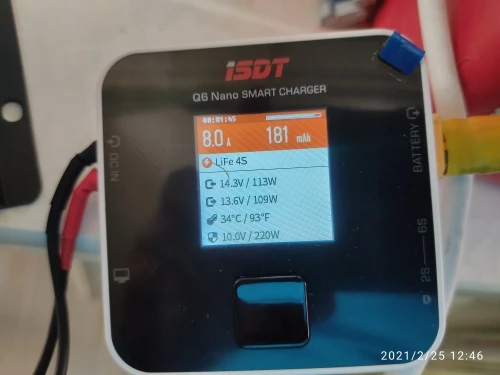 iSDT
Q6 Nano SMART CHARGER
00:01:45
8.0 A 181 mAh
LiFe 4S
14.3V / 113W
13.6V / 109W
34°C / 93°F
10.0V / 220W
DC IN
BATTERY
2S 6S
2021/2/25 12:46